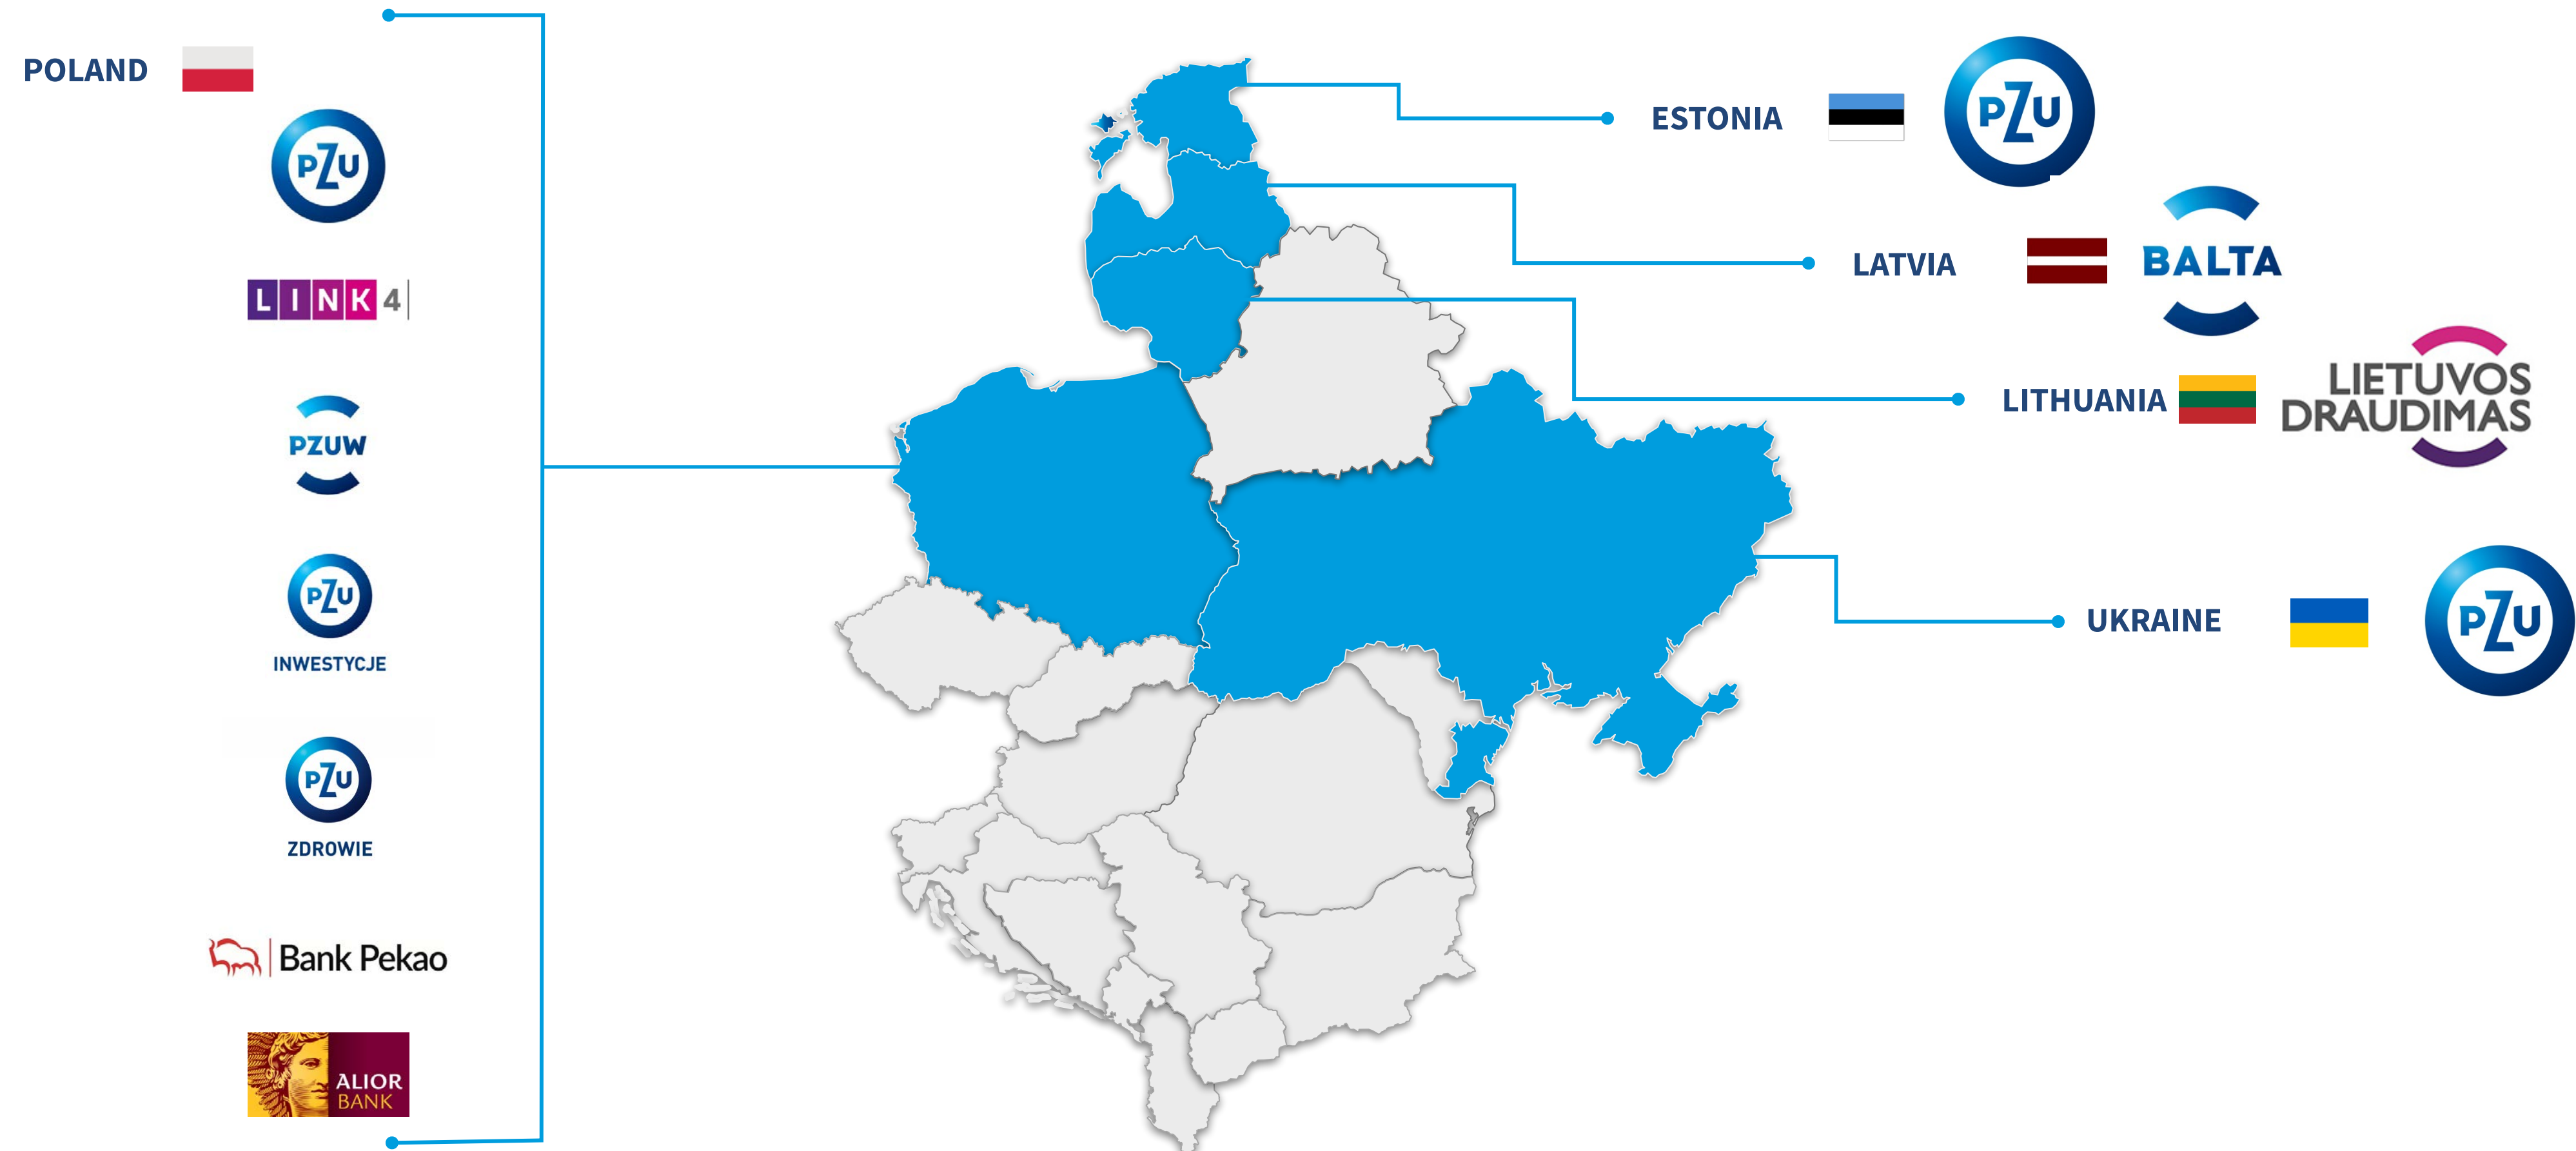 POLAND
PZU
LINK4
PZUW
PZU
INWESTYCJE
PZU
ZDROWIE
Bank Pekao
ALIOR
BANK
ESTONIA
PZU
LATVIA
BALTA
LITHUANIA
LIETUVOS
DRAUDIMAS
UKRAINE
PZU